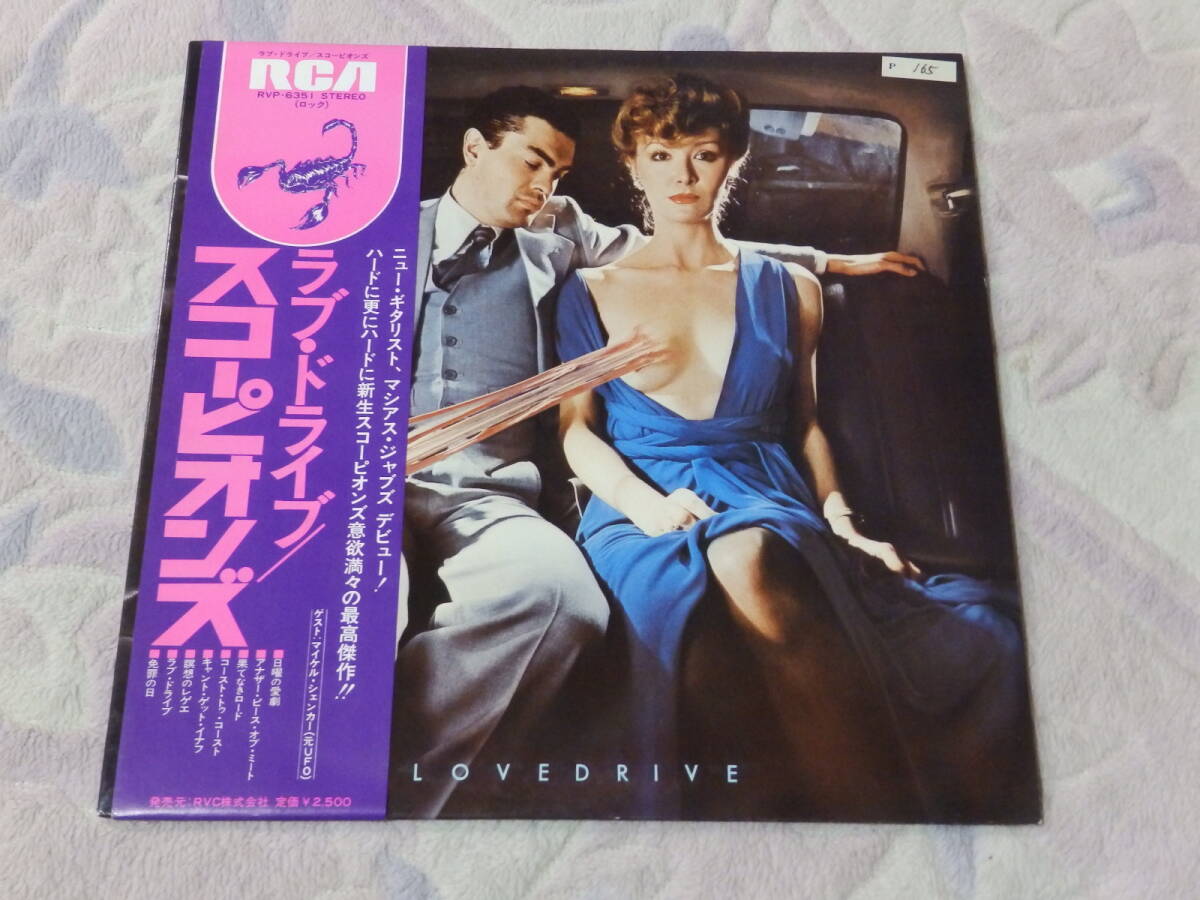 ラブ・ドライブ/スコーピオンズ
RCA
RVP-6351 STEREO
(ロック)
ラブ・ドライブ/
スコーピオンズ
ニュー・ギタリスト、マシアス・ジャブズ デビュー!
ハードに更にハードに新生スコーピオンズ意欲満々の最高傑作!!
ゲスト:マイケル・シェンカー(元UFO)
■日曜の愛劇
■アナザー・ピース・オブ・ミート
■果てなきロード
■コースト・トゥ・コースト
■キャント・ゲット・イナフ
■瞑想のレゲエ
■ラブ・ドライブ
■免罪の日
発売元:RVC株式会社 定価¥2,500
P 165
LOVEDRIVE